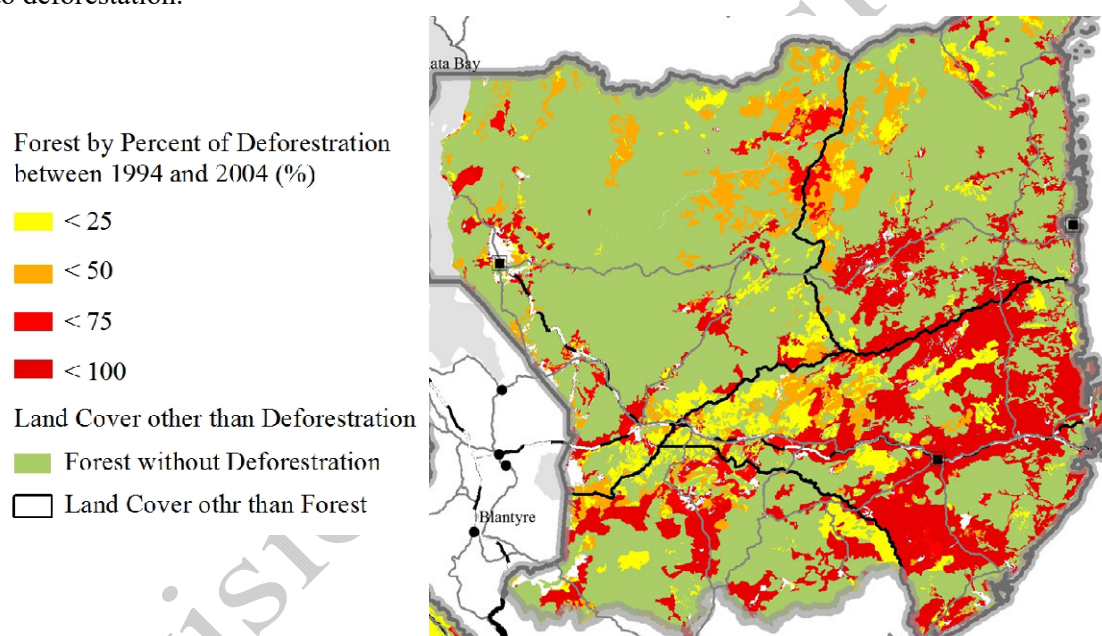 to deforestation.
ata Bay
Forest by Percent of Deforestration
between 1994 and 2004 (%)
< 25
< 50
< 75
< 100
Land Cover other than Deforestration
Forest without Deforestration
Land Cover othr than Forest
Blantyre